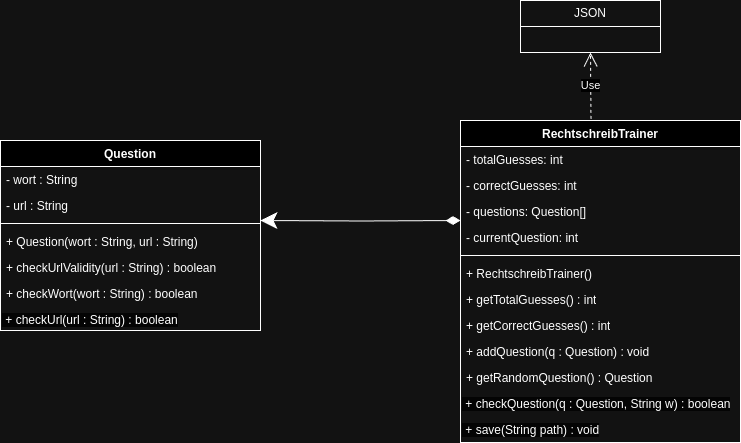 JSON
Use
Question
- wort : String
- url : String
+ Question(wort : String, url : String)
+ checkUrlValidity(url : String) : boolean
+ checkWort(wort : String) : boolean
+ checkUrl(url : String) : boolean
RechtschreibTrainer
- totalGuesses: int
- correctGuesses: int
- questions: Question[]
- currentQuestion: int
+ RechtschreibTrainer()
+ getTotalGuesses() : int
+ getCorrectGuesses() : int
+ addQuestion(q : Question) : void
+ getRandomQuestion() : Question
+ checkQuestion(q : Question, String w) : boolean
+ save(String path) : void